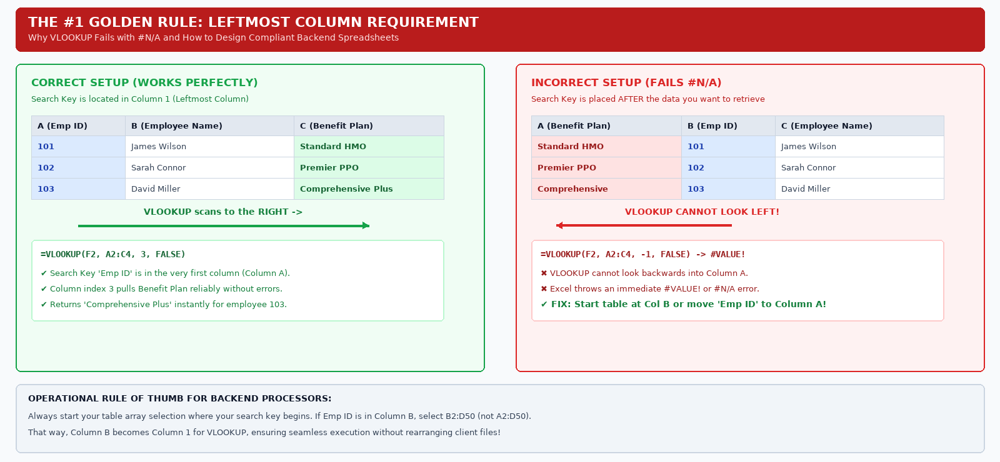 THE #1 GOLDEN RULE: LEFTMOST COLUMN REQUIREMENT
Why VLOOKUP Fails with #N/A and How to Design Compliant Backend Spreadsheets
CORRECT SETUP (WORKS PERFECTLY)
Search Key is located in Column 1 (Leftmost Column)
A (Emp ID) B (Employee Name) C (Benefit Plan)
101 James Wilson Standard HMO
102 Sarah Connor Premier PPO
103 David Miller Comprehensive Plus
VLOOKUP scans to the RIGHT ->
=VLOOKUP(F2, A2:C4, 3, FALSE)
✔ Search Key 'Emp ID' is in the very first column (Column A).
✔ Column index 3 pulls Benefit Plan reliably without errors.
✔ Returns 'Comprehensive Plus' instantly for employee 103.
INCORRECT SETUP (FAILS #N/A)
Search Key is placed AFTER the data you want to retrieve
A (Benefit Plan) B (Emp ID) C (Employee Name)
Standard HMO 101 James Wilson
Premier PPO 102 Sarah Connor
Comprehensive 103 David Miller
VLOOKUP CANNOT LOOK LEFT!
=VLOOKUP(F2, A2:C4, -1, FALSE) -> #VALUE!
✖ VLOOKUP cannot look backwards into Column A.
✖ Excel throws an immediate #VALUE! or #N/A error.
✔ FIX: Start table at Col B or move 'Emp ID' to Column A!
OPERATIONAL RULE OF THUMB FOR BACKEND PROCESSORS:
Always start your table array selection where your search key begins. If Emp ID is in Column B, select B2:D50 (not A2:D50).
That way, Column B becomes Column 1 for VLOOKUP, ensuring seamless execution without rearranging client files!